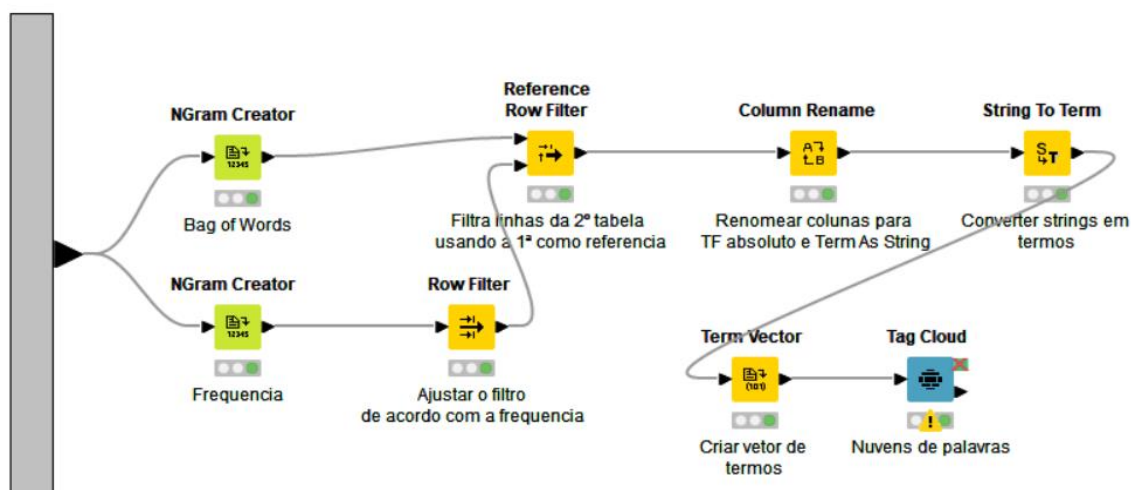 NGram Creator
Bag of Words
Reference
Row Filter
Filtra linhas da 2ª tabela
usando a 1ª como referencia
Column Rename
Renomear colunas para
TF absoluto e Term As String
String To Term
Converter strings em
termos
NGram Creator
Frequencia
Row Filter
Ajustar o filtro
de acordo com a frequencia
Term Vector
Criar vetor de
termos
Tag Cloud
Nuvens de palavras